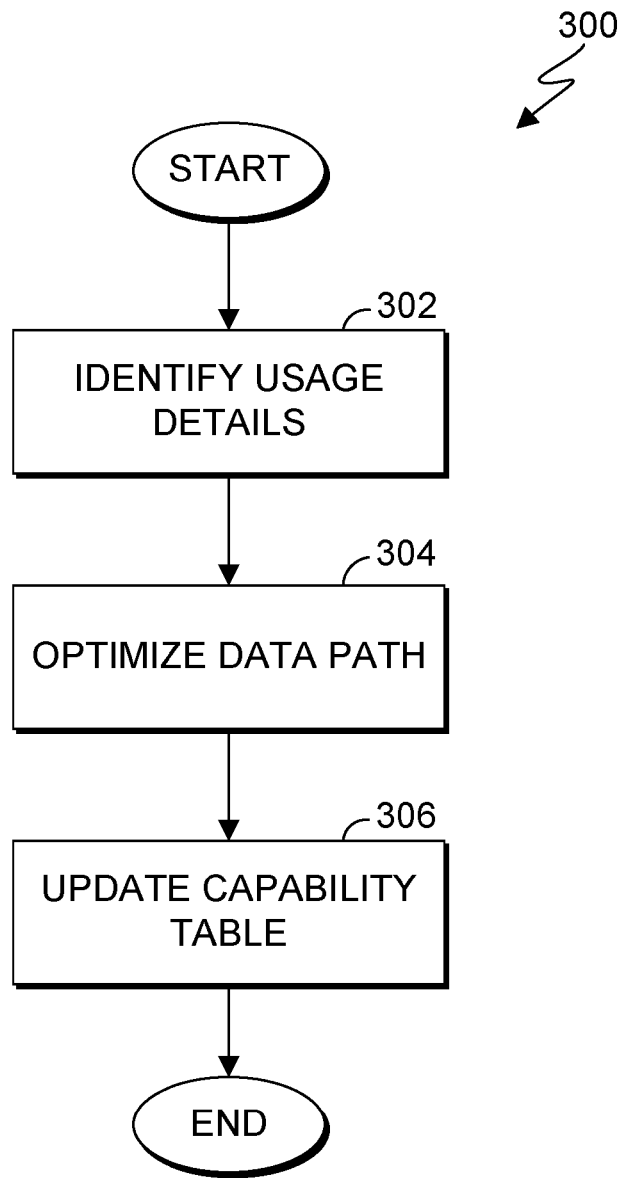 300
START
302
IDENTIFY USAGE
DETAILS
304
OPTIMIZE DATA PATH
306
UPDATE CAPABILITY
TABLE
END